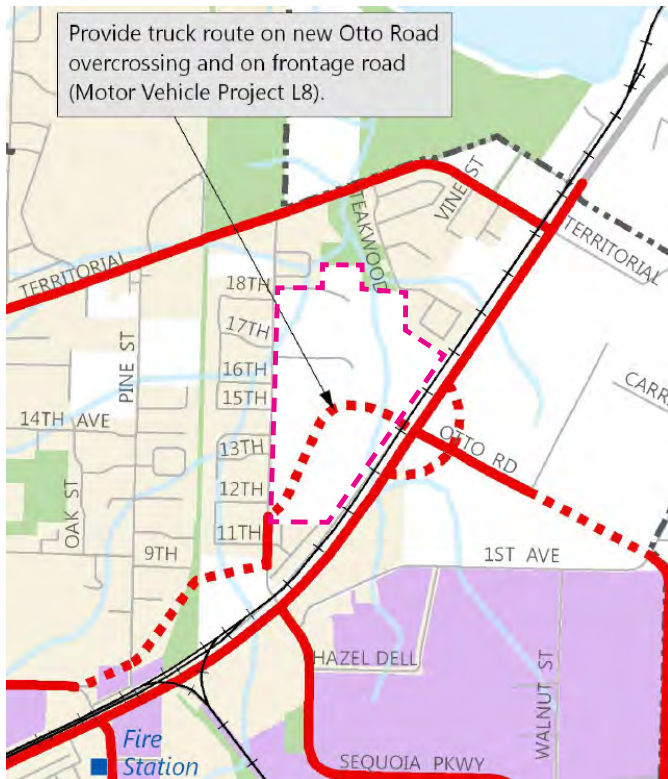 Provide truck route on new Otto Road
overcrossing and on frontage road
(Motor Vehicle Project L8).
VINE ST
TEAKWOOD
TERRITORIAL
TERRITORIAL
18TH
17TH
PINE ST
16TH
15TH
14TH AVE
OTTO RD
13TH
12TH
OAK ST
11TH
9TH
1ST AVE
HAZEL DELL
WALNUT ST
Fire
Station
SEQUOIA PKWY